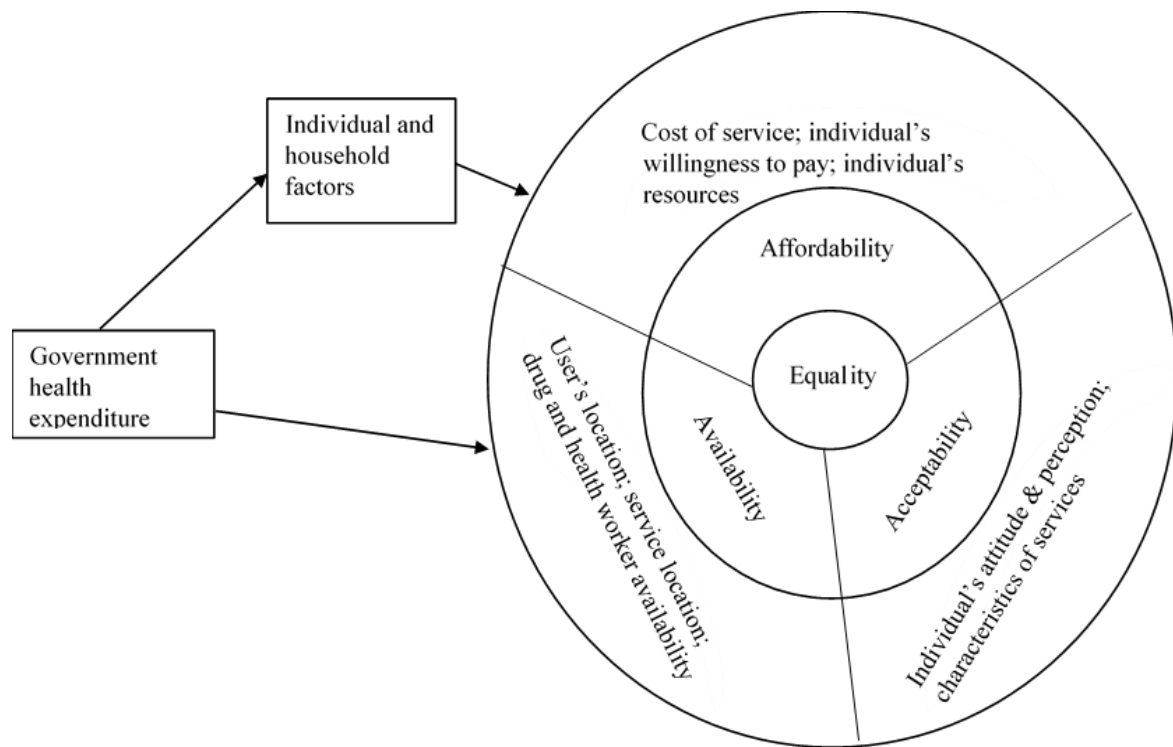 Individual and
household
factors
Government
health
expenditure
Cost of service; individual’s
willingness to pay; individual’s
resources
Affordability
Equality
Availability
Acceptability
User’s location; service location;
drug and health worker availability
Individual’s attitude & perception;
characteristics of services